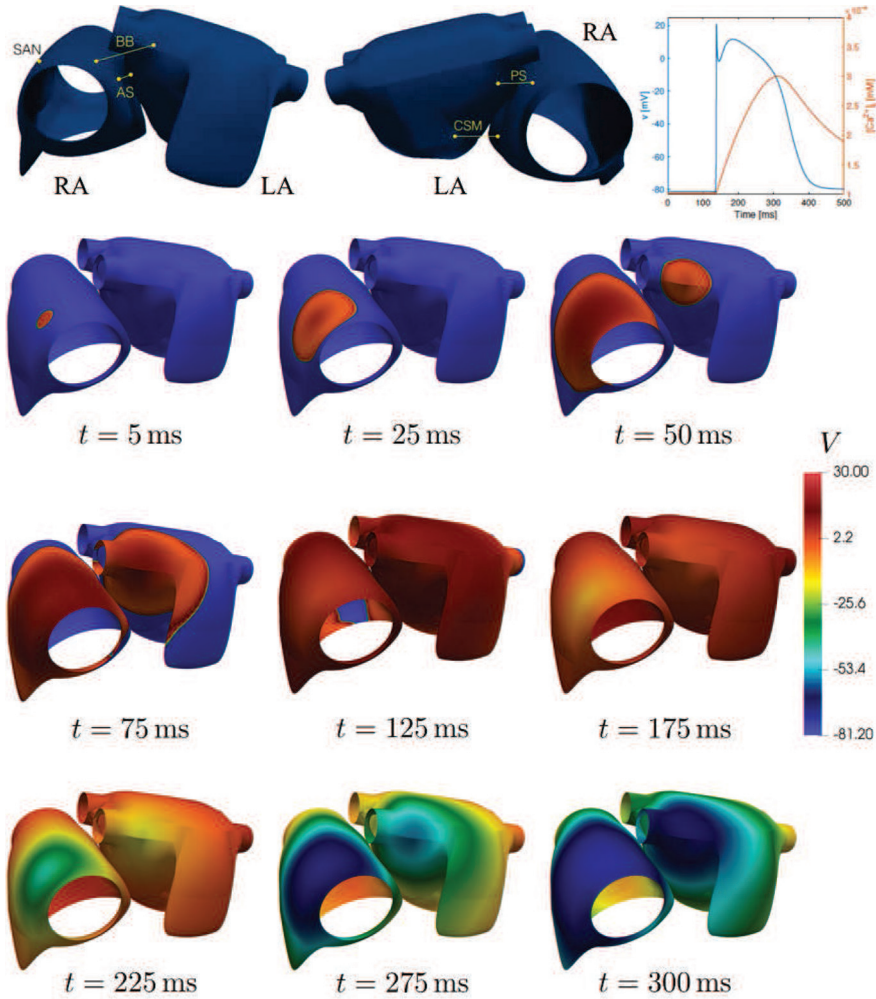 SAN
BB
AS
RA
LA
RA
PS
CSM
LA
20
0
-20
-40
-60
-80
v [mV]
0
100
200
300
400
500
Time [ms]
4
3.5
3
2.5
2
1.5
1
t = 5 ms
t = 25 ms
t = 50 ms
V
30.00
2.2
-25.6
-53.4
-81.20
t = 75 ms
t = 125 ms
t = 175 ms
t = 225 ms
t = 275 ms
t = 300 ms